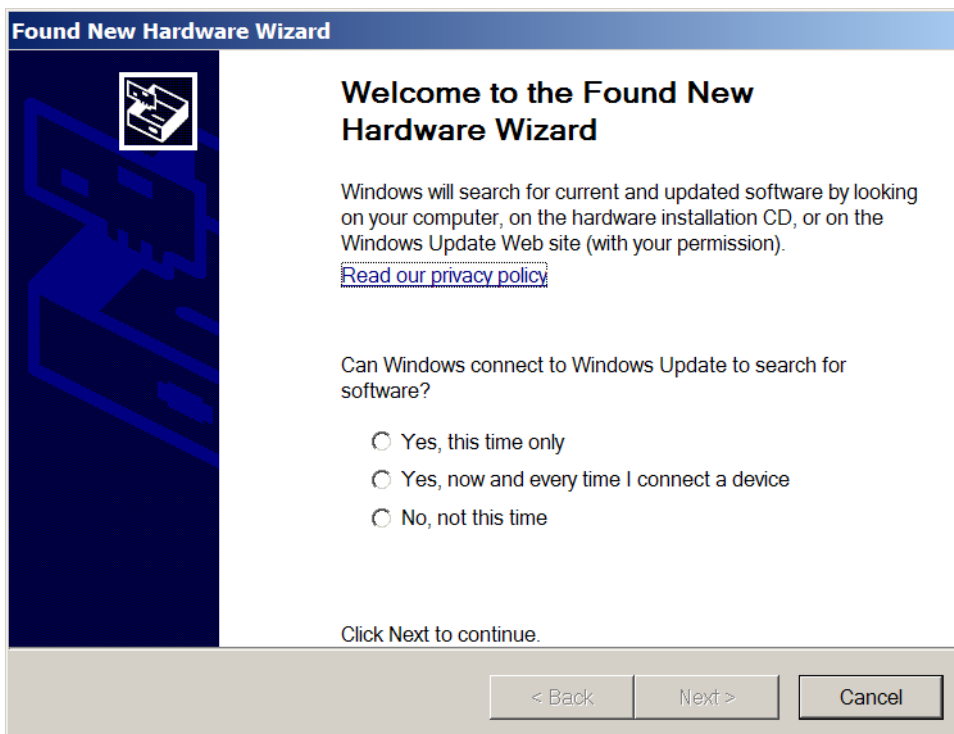 Found New Hardware Wizard
Welcome to the Found New
Hardware Wizard
Windows will search for current and updated software by looking
on your computer, on the hardware installation CD, or on the
Windows Update Web site (with your permission).
Read our privacy policy
Can Windows connect to Windows Update to search for
software?
Yes, this time only
Yes, now and every time I connect a device
No, not this time
Click Next to continue.
< Back Next > Cancel